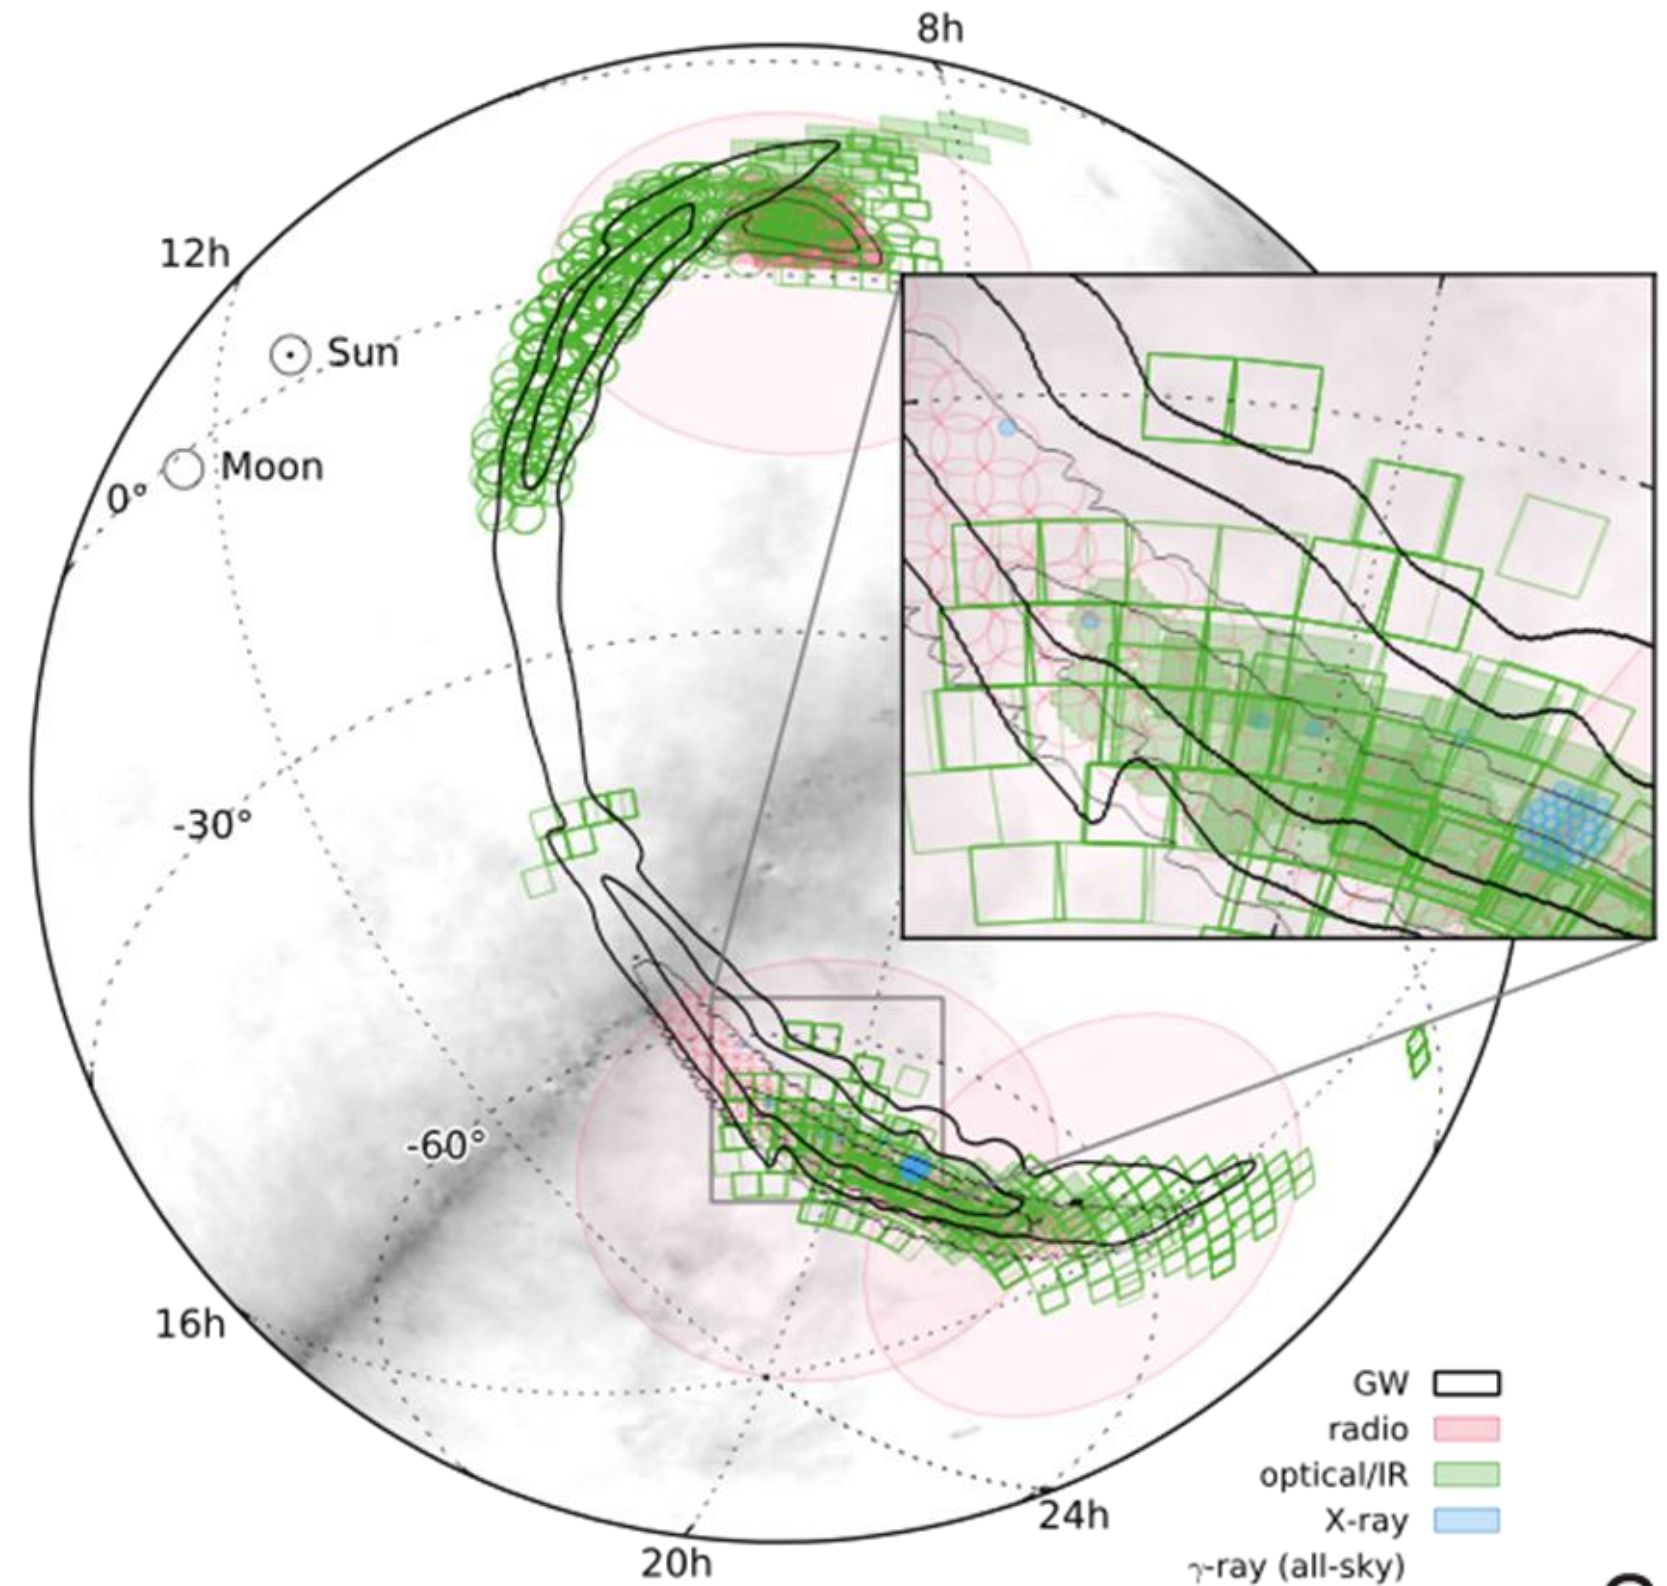 8h
12h
Sun
Moon
0°
-30°
-60°
16h
GW
radio
optical/IR
X-ray
24h
20h
γ-ray (all-sky)